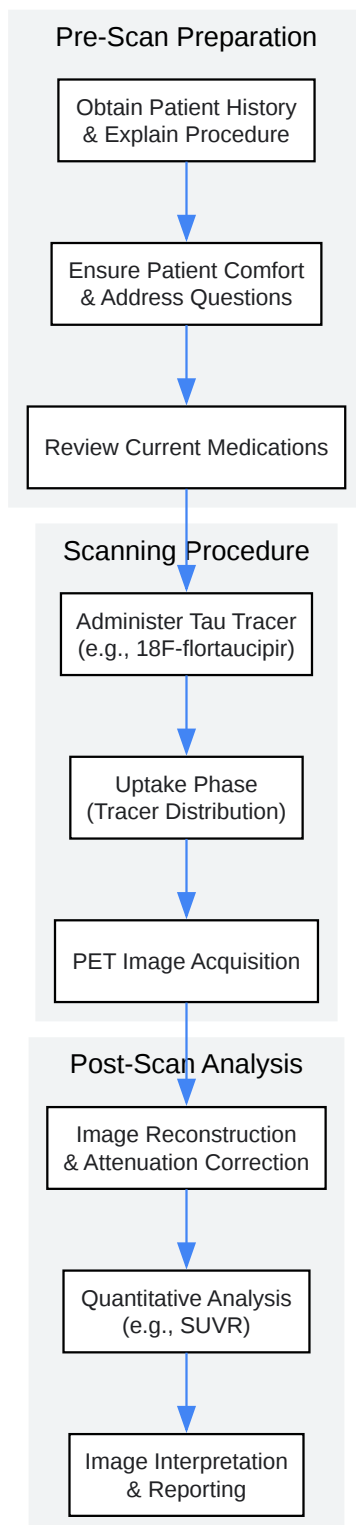 Pre-Scan Preparation
Obtain Patient History
& Explain Procedure
Ensure Patient Comfort
& Address Questions
Review Current Medications
Scanning Procedure
Administer Tau Tracer
(e.g., 18F-flortaucipir)
Uptake Phase
(Tracer Distribution)
PET Image Acquisition
Post-Scan Analysis
Image Reconstruction
& Attenuation Correction
Quantitative Analysis
(e.g., SUVR)
Image Interpretation
& Reporting